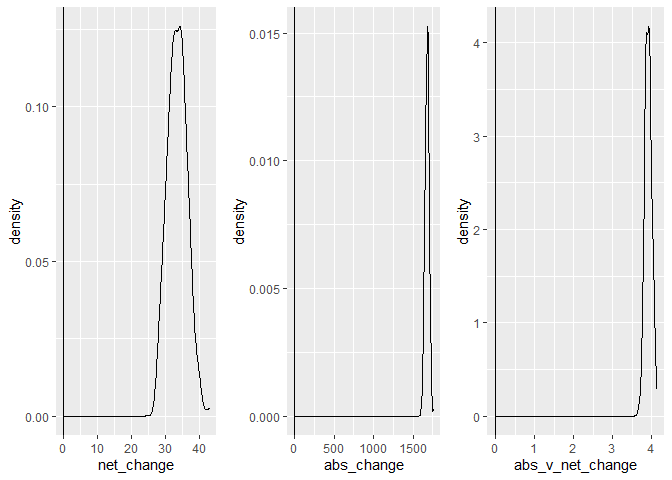 density
0.10
0.05
0.00
0 10 20 30 40
net_change
density
0.015
0.010
0.005
0.000
0 500 1000 1500
abs_change
density
4
3
2
1
0
0 1 2 3 4
abs_v_net_change